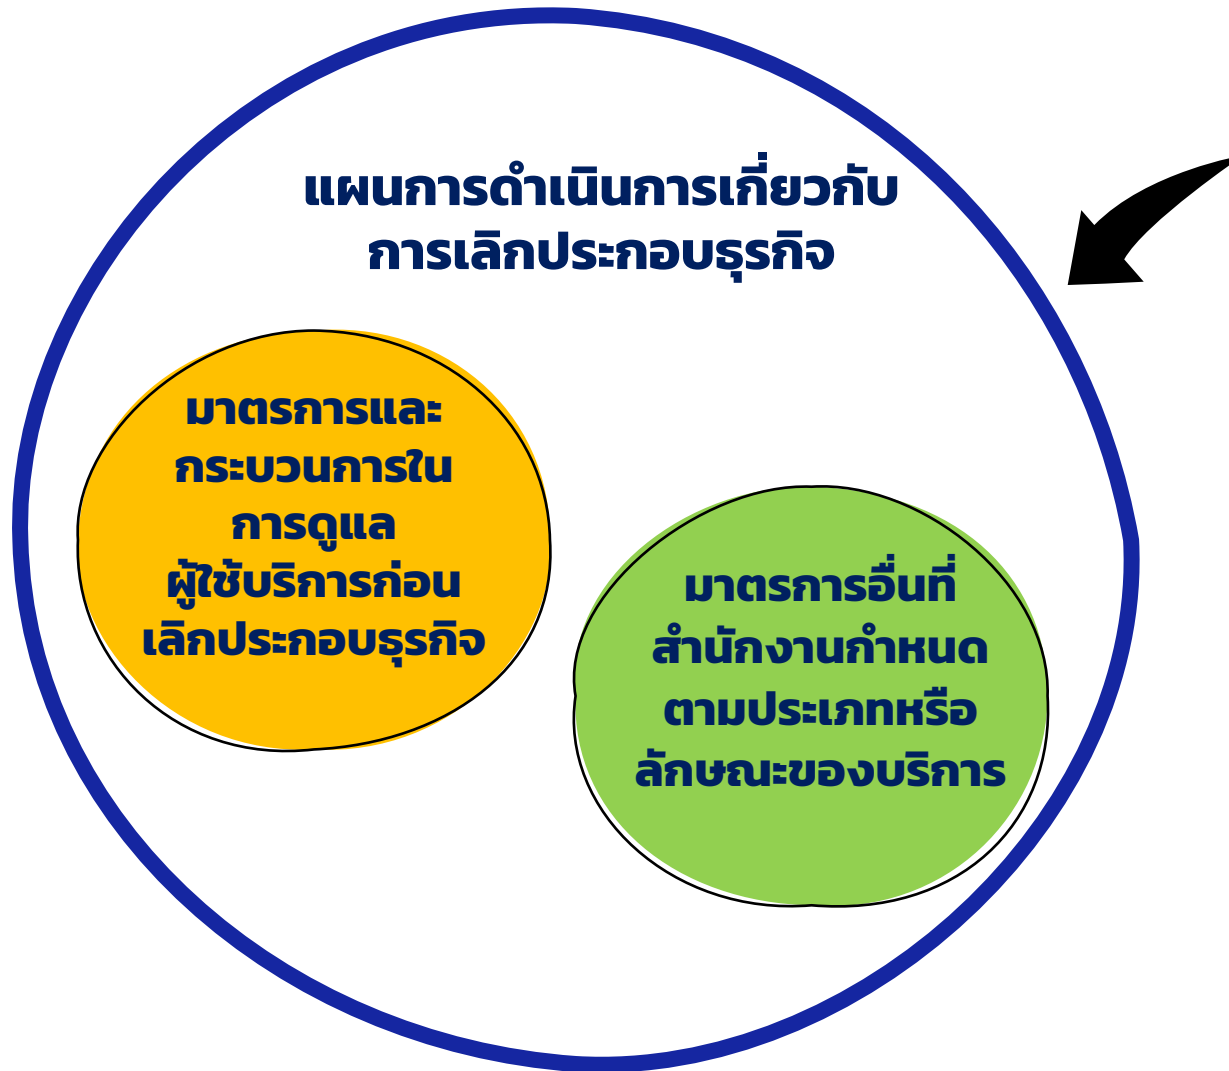 แผนการดำเนินการเกี่ยวกับ
การเลิกประกอบธุรกิจ
มาตรการและ
กระบวนการใน
การดูแล
ผู้ใช้บริการก่อน
เลิกประกอบธุรกิจ
มาตรการอื่นที่
สำนักงานกำหนด
ตามประเภทหรือ
ลักษณะของบริการ